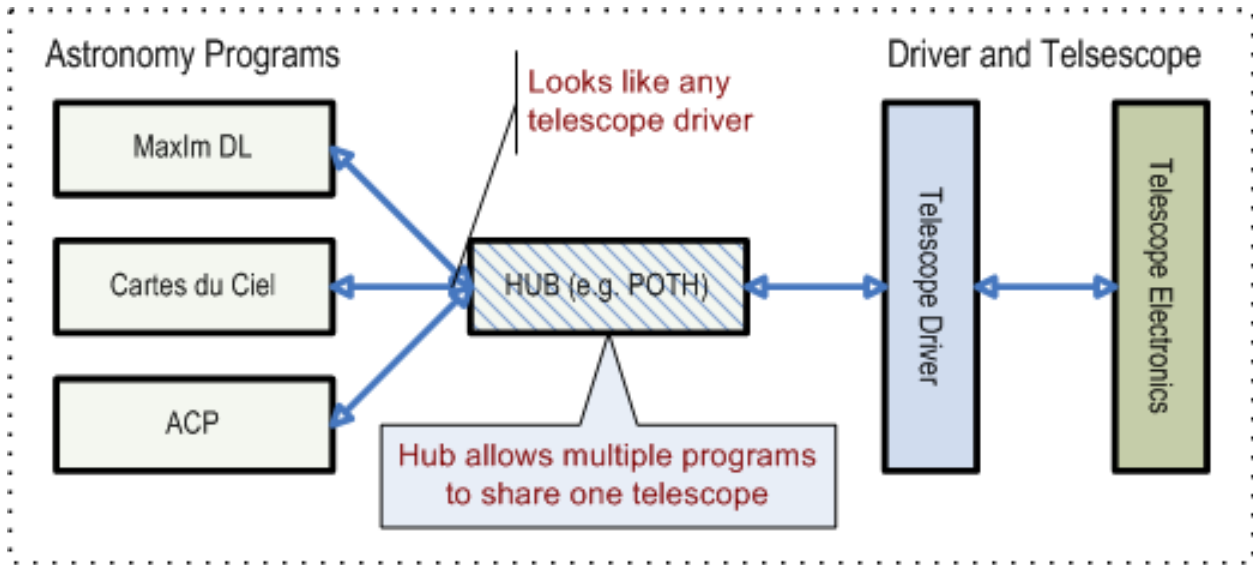 Astronomy Programs
Driver and Telsescope
Looks like any
telescope driver
MaxIm DL
Cartes du Ciel
ACP
HUB (e.g. POTH)
Hub allows multiple programs
to share one telescope
Telescope Driver
Telescope Electronics